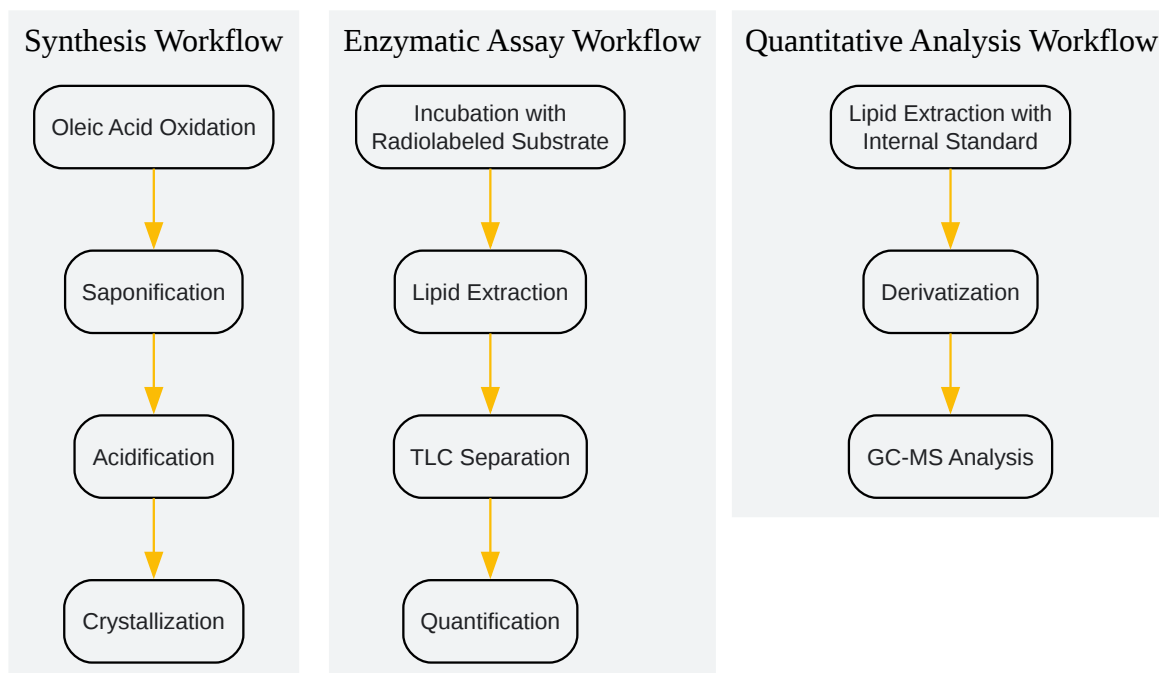 Synthesis Workflow
Oleic Acid Oxidation
Saponification
Acidification
Crystallization
Enzymatic Assay Workflow
Incubation with
Radiolabeled Substrate
Lipid Extraction
TLC Separation
Quantification
Quantitative Analysis Workflow
Lipid Extraction with
Internal Standard
Derivatization
GC-MS Analysis